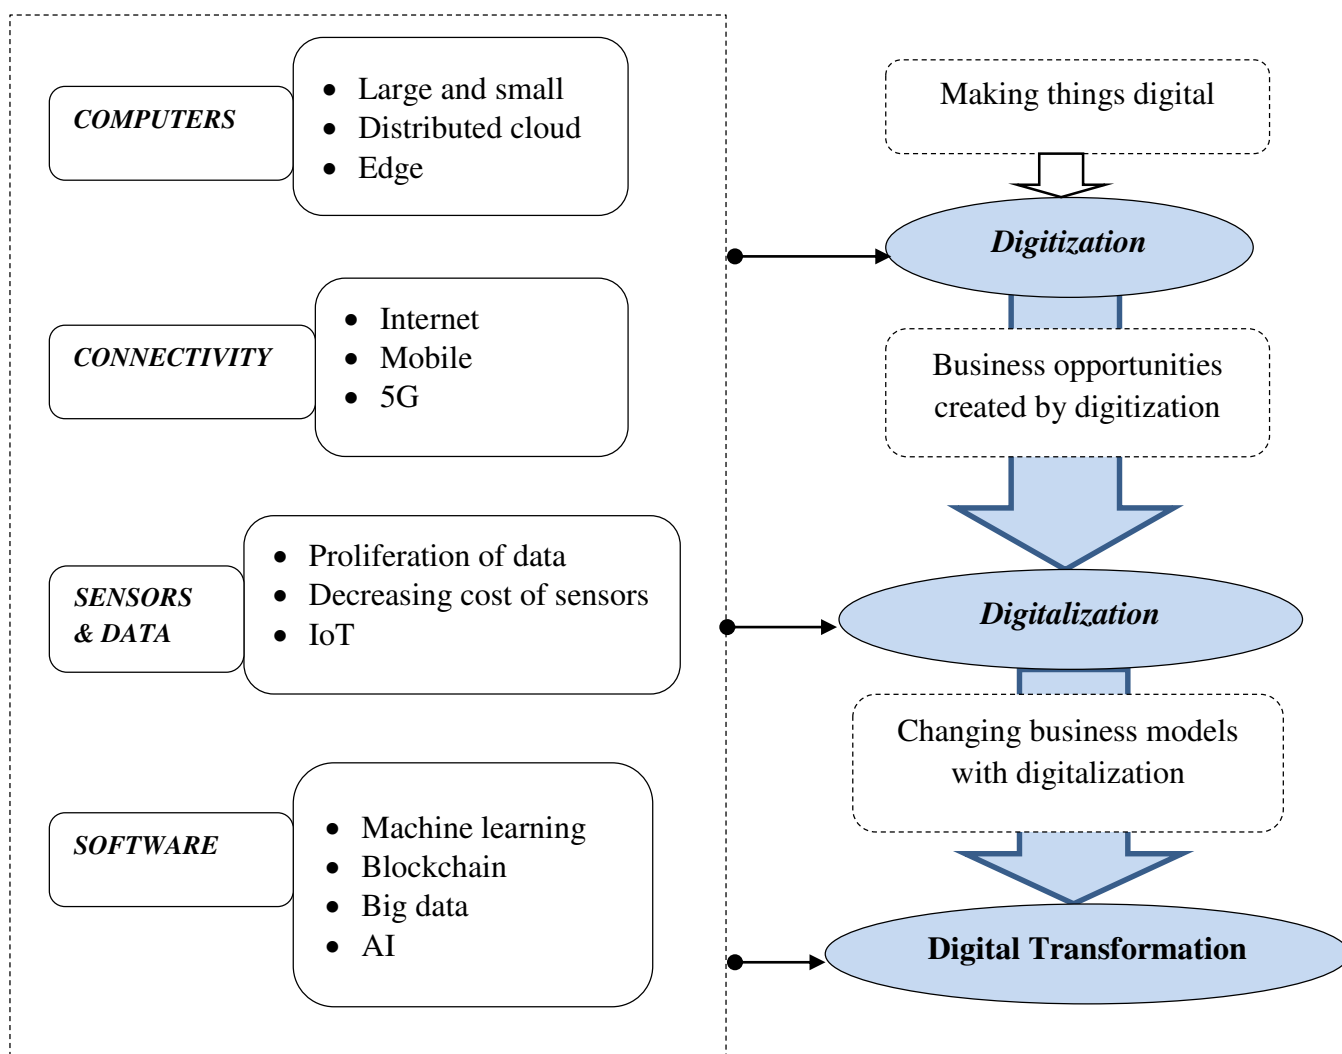 COMPUTERS
• Large and small
• Distributed cloud
• Edge
CONNECTIVITY
• Internet
• Mobile
• 5G
SENSORS
& DATA
• Proliferation of data
• Decreasing cost of sensors
• IoT
SOFTWARE
• Machine learning
• Blockchain
• Big data
• AI
Making things digital
Digitization
Business opportunities
created by digitization
Digitalization
Changing business models
with digitalization
Digital Transformation